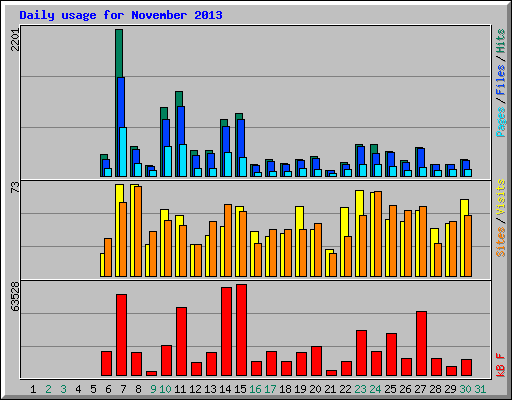 Daily usage for November 2013
2201
Pages / Files / Hits
73
Sites / Visits
63528
kB F
1 2 3 4 5 6 7 8 9 10 11 12 13 14 15 16 17 18 19 20 21 22 23 24 25 26 27 28 29 30 31